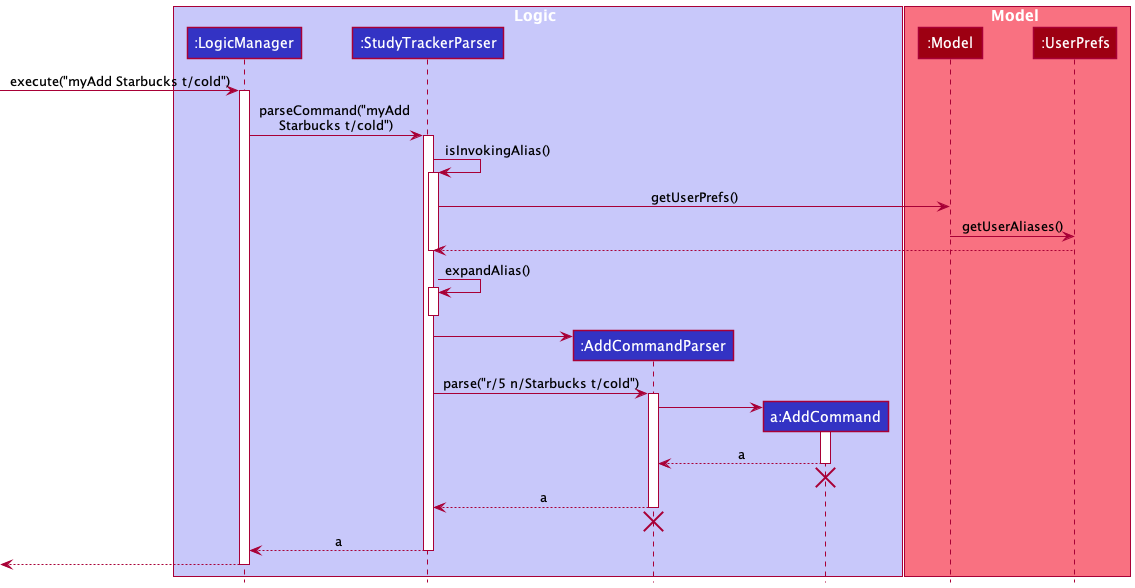 Logic
Model
:LogicManager
:StudyTrackerParser
:Model
:UserPrefs
execute("myAdd Starbucks t/cold")
parseCommand("myAdd
Starbucks t/cold")
isInvokingAlias()
getUserPrefs()
getUserAliases()
expandAlias()
:AddCommandParser
parse("r/5 n/Starbucks t/cold")
a:AddCommand
a
a
a